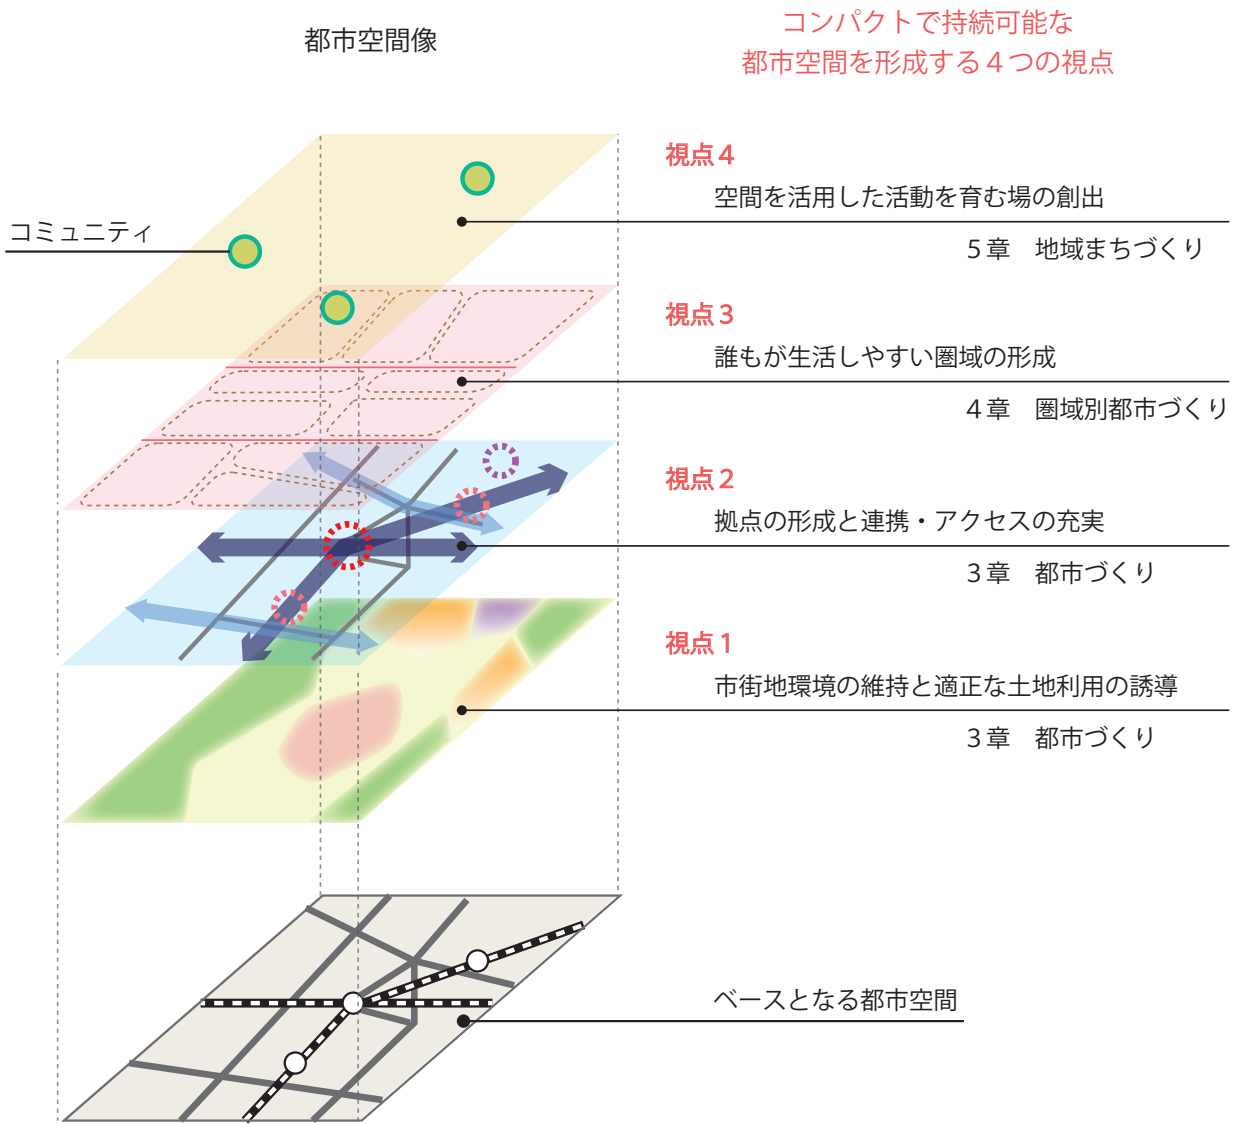 都市空間像
コンパクトで持続可能な
都市空間を形成する４つの視点
視点４
空間を活用した活動を育む場の創出
５章　地域まちづくり
コミュニティ
視点３
誰もが生活しやすい圏域の形成
４章　圏域別都市づくり
視点２
拠点の形成と連携・アクセスの充実
３章　都市づくり
視点１
市街地環境の維持と適正な土地利用の誘導
３章　都市づくり
ベースとなる都市空間